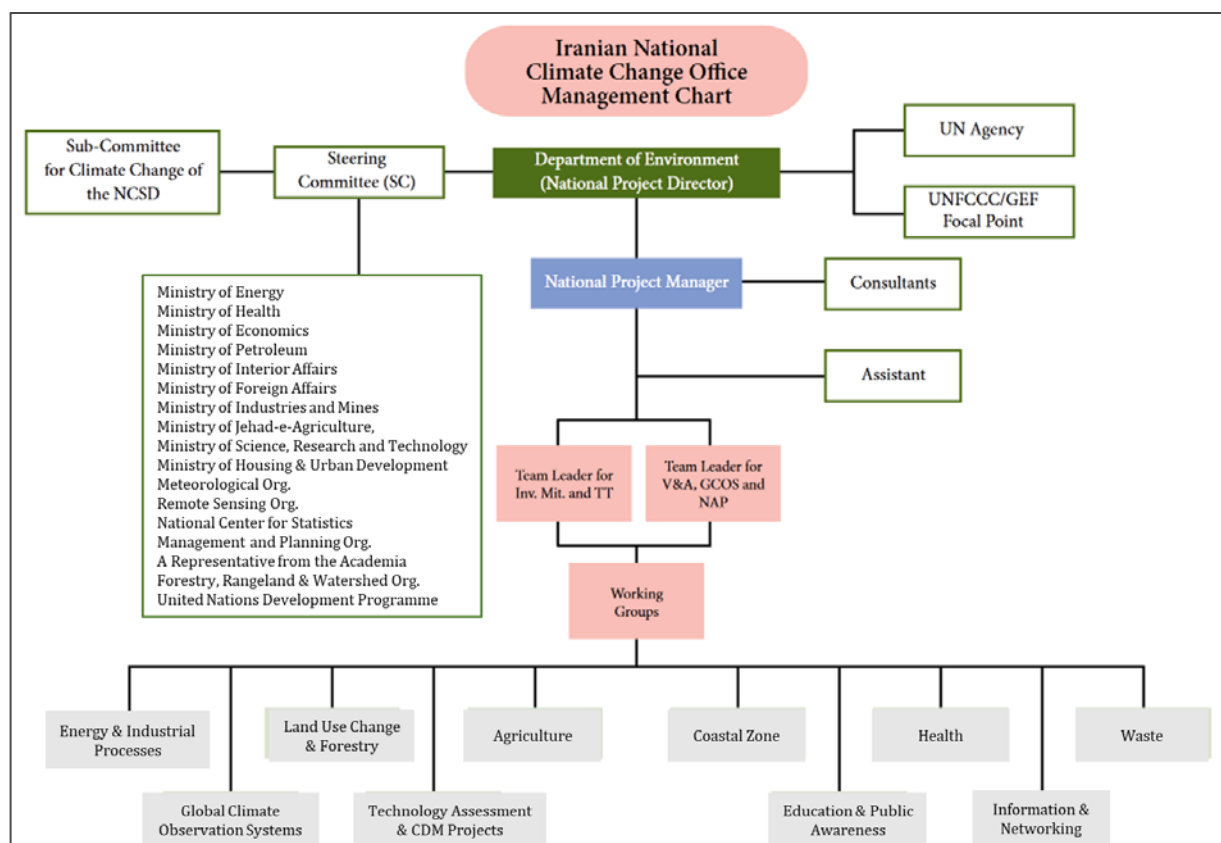 Iranian National
Climate Change Office
Management Chart
Sub-Committee
for Climate Change of
the NCSD
Steering
Committee (SC)
Department of Environment
(National Project Director)
UN Agency
UNFCCC/GEF
Focal Point
National Project Manager
Consultants
Assistant
Ministry of Energy
Ministry of Health
Ministry of Economics
Ministry of Petroleum
Ministry of Interior Affairs
Ministry of Foreign Affairs
Ministry of Industries and Mines
Ministry of Jehad-e-Agriculture,
Ministry of Science, Research and Technology
Ministry of Housing & Urban Development
Meteorological Org.
Remote Sensing Org.
National Center for Statistics
Management and Planning Org.
A Representative from the Academia
Forestry, Rangeland & Watershed Org.
United Nations Development Programme
Team Leader for
Inv. Mit. and TT
Team Leader for
V&A, GCOS and
NAP
Working
Groups
Energy & Industrial
Processes
Land Use Change
& Forestry
Agriculture
Coastal Zone
Health
Waste
Global Climate
Observation Systems
Technology Assessment
& CDM Projects
Education & Public
Awareness
Information &
Networking